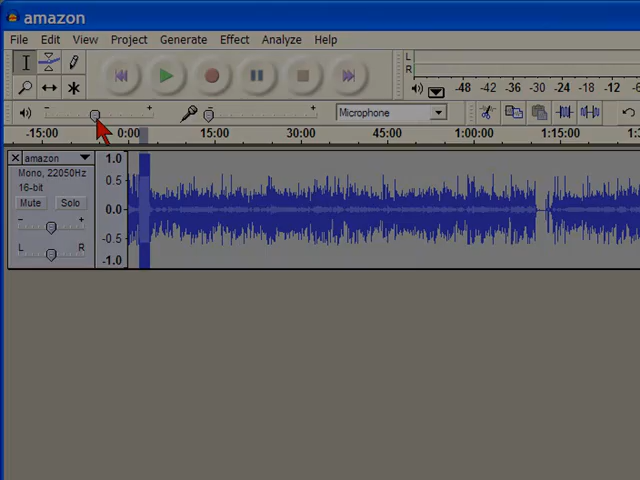 amazon
File Edit View Project Generate Effect Analyze Help
L
R
-48 -36 -24 -18 -12
Microphone
-15:00 0:00 15:00 30:00 45:00 1:00:00 1:15:00
amazon
Mono, 22050Hz
16-bit
Mute Solo
- +
L R
1.0
0.5
0.0
-0.5
-1.0